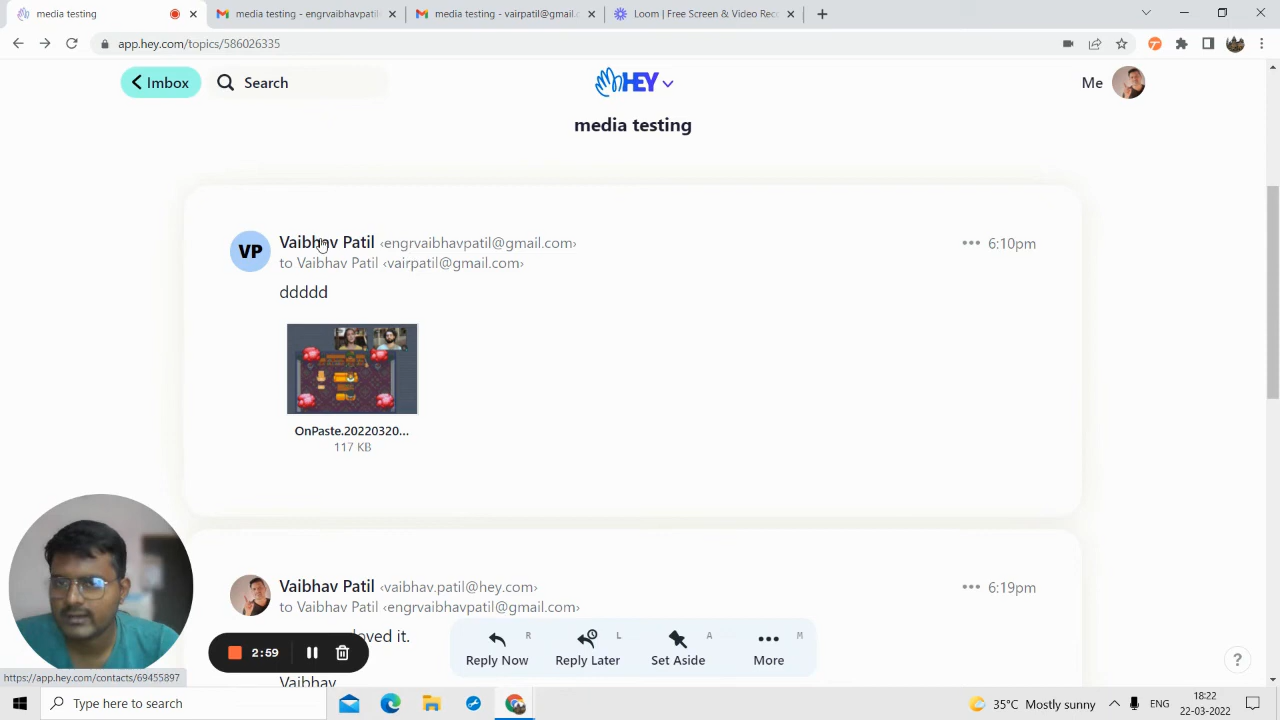 media testing
media testing - engrvaibhavpatil
media testing - vairpatil@gmail.c
Loom | Free Screen & Video Reco
app.hey.com/topics/586026335
Imbox
Search
HEY
Me
media testing
VP
Vaibhav Patil <engrvaibhavpatil@gmail.com>
6:10pm
to Vaibhav Patil <vairpatil@gmail.com>
ddddd
OnPaste.20220320...
117 KB
Vaibhav Patil <vaibhav.patil@hey.com>
6:19pm
to Vaibhav Patil <engrvaibhavpatil@gmail.com>
loved it.
Vaibhav
2:59
Reply Now R
Reply Later L
Set Aside A
More M
?
https://app.hey.com/contacts/69455897
Type here to search
35°C Mostly sunny
ENG
18:22
22-03-2022